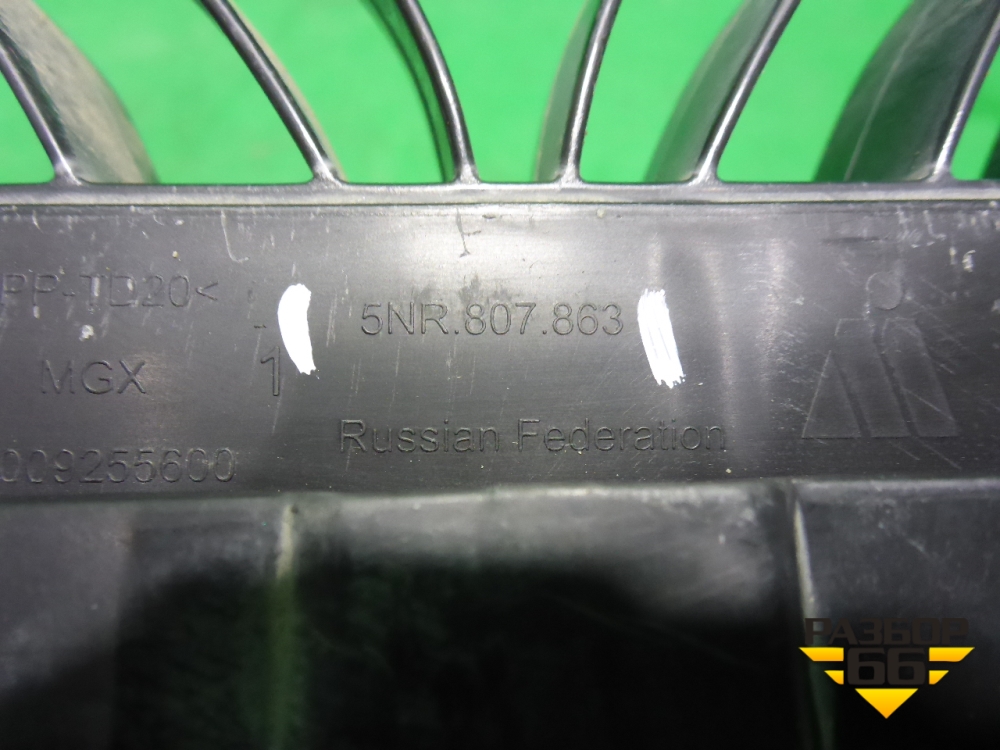 PP-TD20<
5NR.807.863
MGX
1
Russian Federation
009255600
РАЗБОР
66